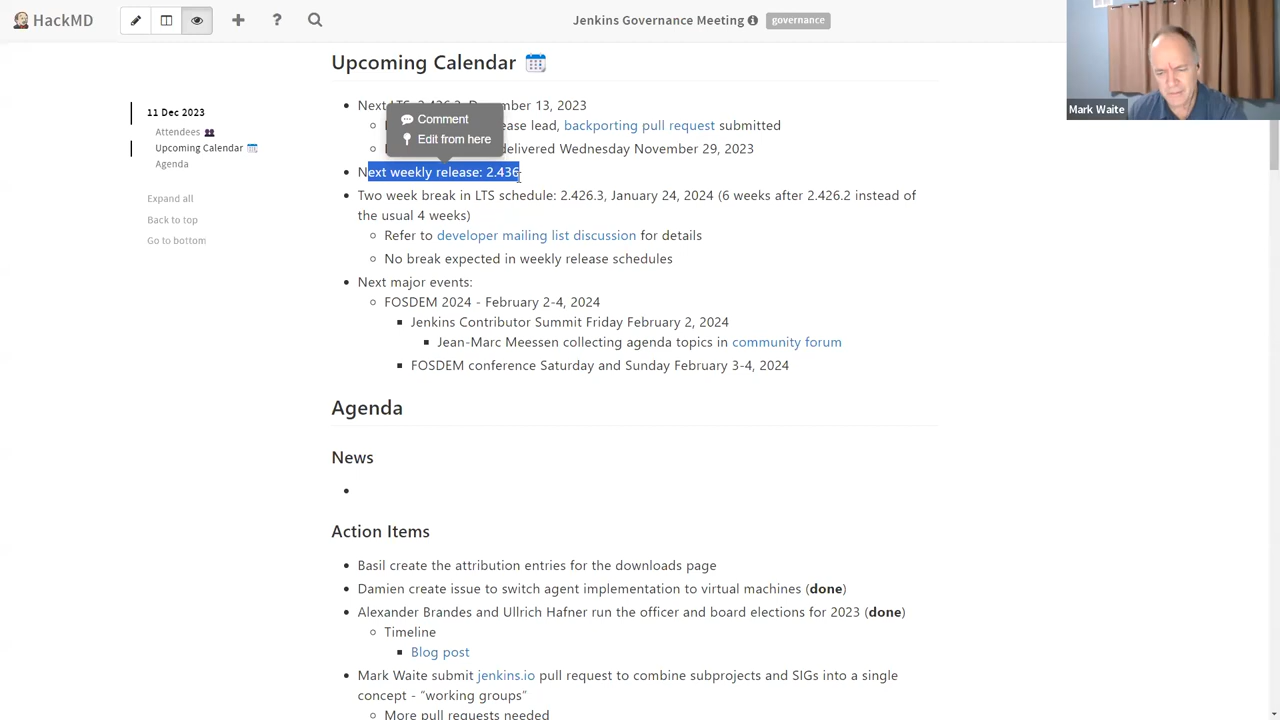 HackMD
Jenkins Governance Meeting
governance
Mark Waite
11 Dec 2023
Attendees
Upcoming Calendar
Agenda
Expand all
Back to top
Go to bottom
Upcoming Calendar
Next LTS: 2.426.2, December 13, 2023
Comment
Edit from here
ease lead, backporting pull request submitted
delivered Wednesday November 29, 2023
Next weekly release: 2.436
Two week break in LTS schedule: 2.426.3, January 24, 2024 (6 weeks after 2.426.2 instead of
the usual 4 weeks)
Refer to developer mailing list discussion for details
No break expected in weekly release schedules
Next major events:
FOSDEM 2024 - February 2-4, 2024
Jenkins Contributor Summit Friday February 2, 2024
Jean-Marc Meessen collecting agenda topics in community forum
FOSDEM conference Saturday and Sunday February 3-4, 2024
Agenda
News
Action Items
Basil create the attribution entries for the downloads page
Damien create issue to switch agent implementation to virtual machines (done)
Alexander Brandes and Ullrich Hafner run the officer and board elections for 2023 (done)
Timeline
Blog post
Mark Waite submit jenkins.io pull request to combine subprojects and SIGs into a single
concept - “working groups”
More pull requests needed